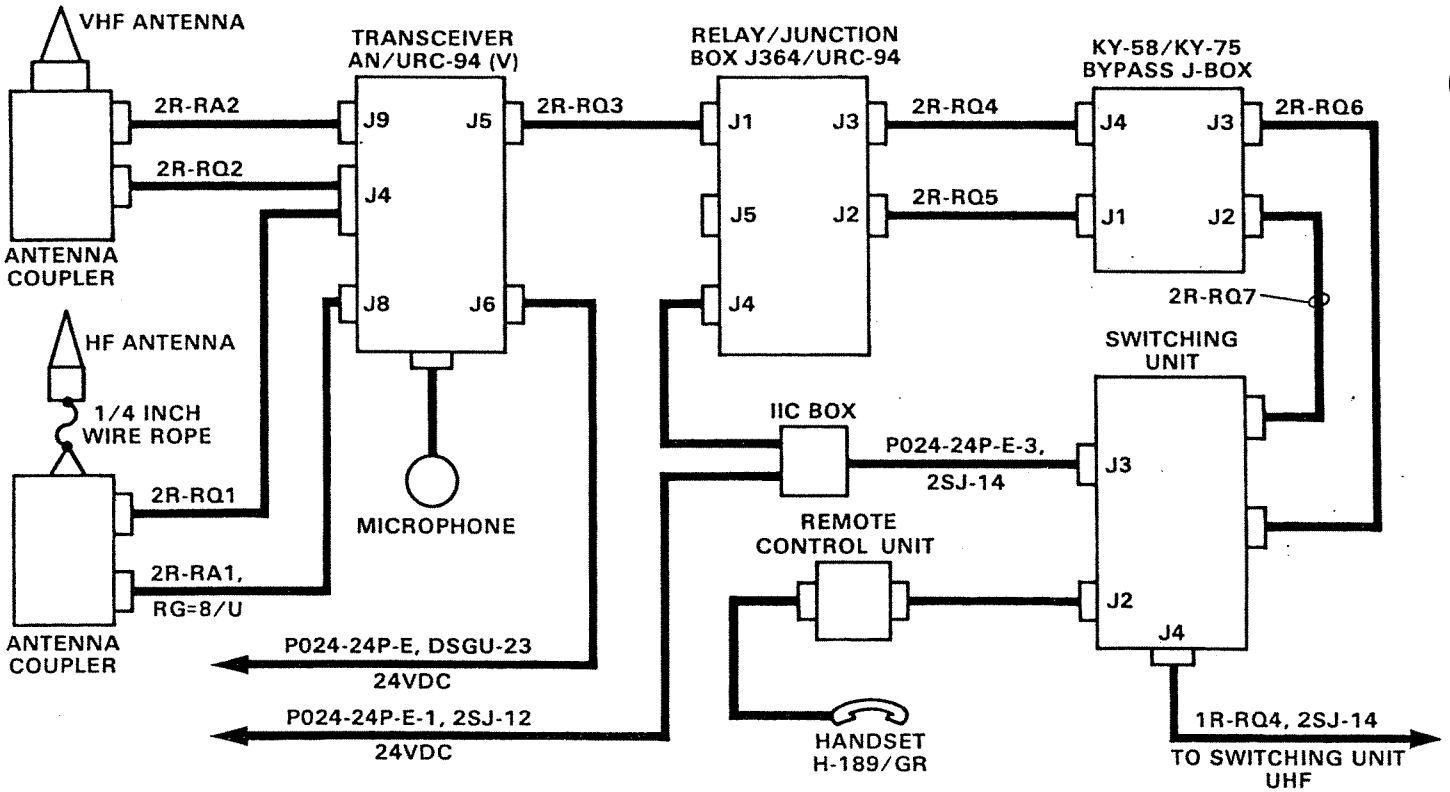 VHF ANTENNA
TRANSCEIVER
AN/URC-94 (V)
RELAY/JUNCTION
BOX J364/URC-94
KY-58/KY-75
BYPASS J-BOX
2R-RA2
J9
J5
2R-RQ3
J1
J3
2R-RQ4
J4
J3
2R-RQ6
2R-RQ2
J4
J5
J2
2R-RQ5
J1
J2
ANTENNA
COUPLER
J8
J6
J4
2R-RQ7
HF ANTENNA
SWITCHING
UNIT
1/4 INCH
WIRE ROPE
IIC BOX
P024-24P-E-3,
2SJ-14
J3
2R-RQ1
MICROPHONE
REMOTE
CONTROL UNIT
2R-RA1,
RG=8/U
J2
J4
ANTENNA
COUPLER
P024-24P-E, DSGU-23
24VDC
P024-24P-E-1, 2SJ-12
24VDC
HANDSET
H-189/GR
1R-RQ4, 2SJ-14
TO SWITCHING UNIT
UHF